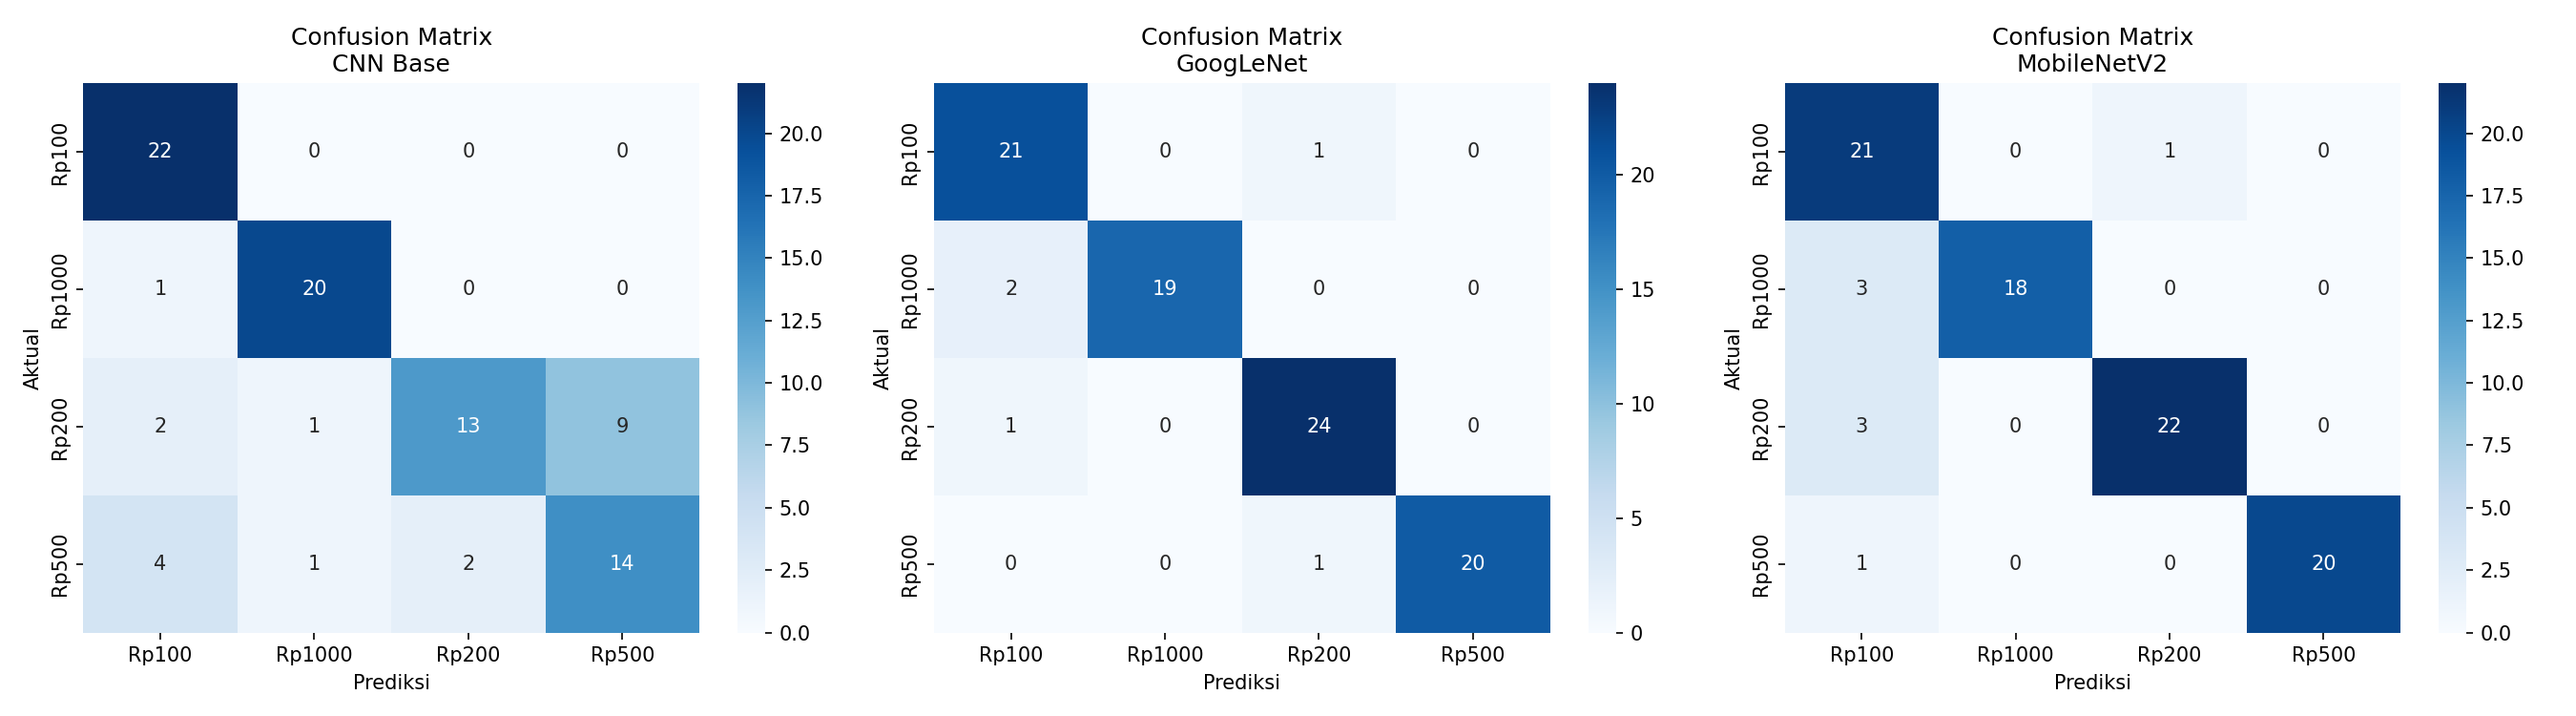 Confusion Matrix
CNN Base
Aktual
Rp100
22 0 0 0
Rp1000
1 20 0 0
Rp200
2 1 13 9
Rp500
4 1 2 14
Rp100 Rp1000 Rp200 Rp500
Prediksi
20.0
17.5
15.0
12.5
10.0
7.5
5.0
2.5
0.0
Confusion Matrix
GoogLeNet
Aktual
Rp100
21 0 1 0
Rp1000
2 19 0 0
Rp200
1 0 24 0
Rp500
0 0 1 20
Rp100 Rp1000 Rp200 Rp500
Prediksi
20
15
10
5
0
Confusion Matrix
MobileNetV2
Aktual
Rp100
21 0 1 0
Rp1000
3 18 0 0
Rp200
3 0 22 0
Rp500
1 0 0 20
Rp100 Rp1000 Rp200 Rp500
Prediksi
20.0
17.5
15.0
12.5
10.0
7.5
5.0
2.5
0.0